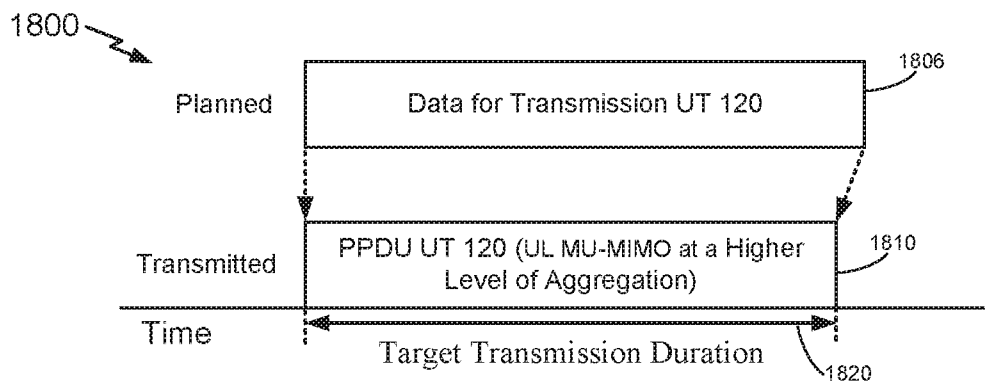 1800
1806
Planned
Data for Transmission UT 120
PPDU UT 120 (UL MU-MIMO at a Higher
Level of Aggregation)
1810
Transmitted
Time
Target Transmission Duration
1820